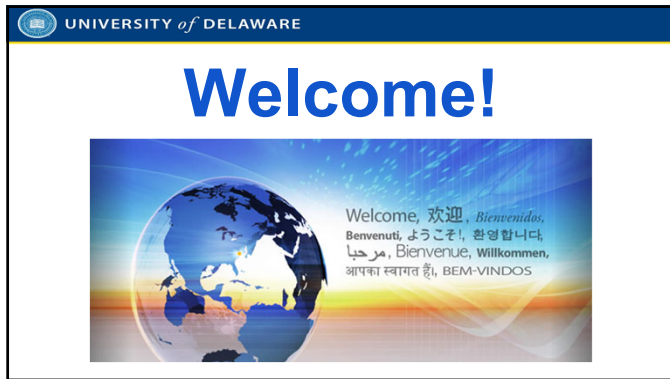 UNIVERSITY of DELAWARE
Welcome!
Welcome, 欢迎, Bienvenidos,
Benvenuti, ようこそ!, 환영합니다,
مرحبا, Bienvenue, Willkommen,
आपका स्वागत हैं।, BEM-VINDOS